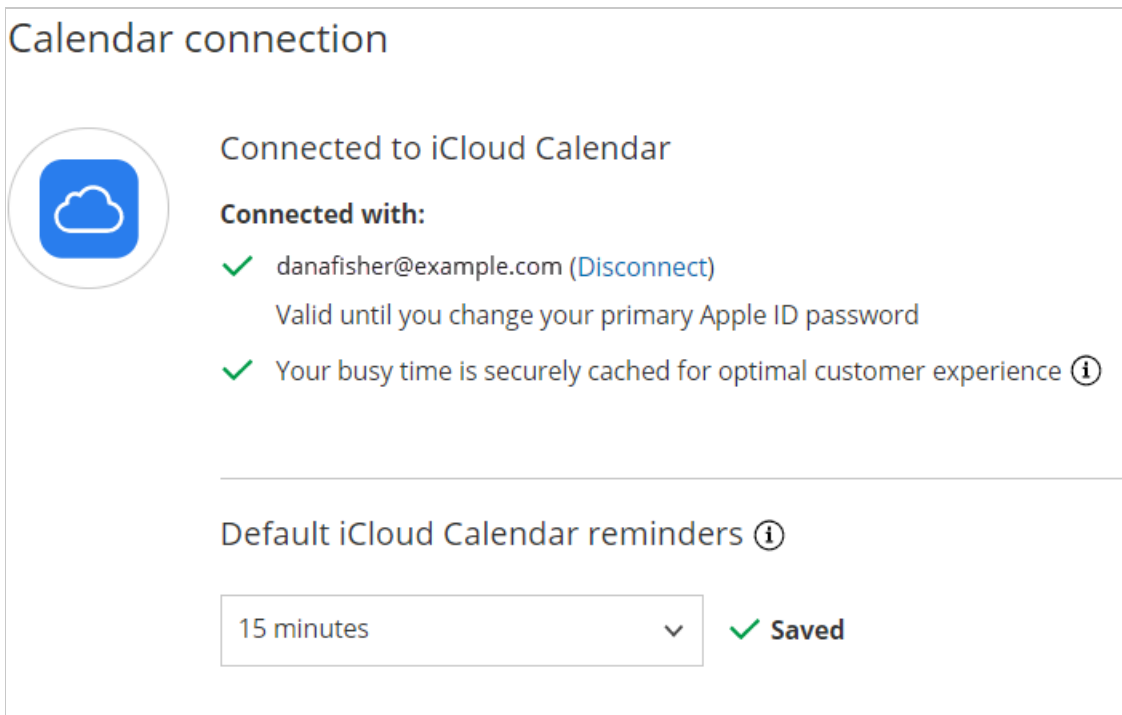 Calendar connection
Connected to iCloud Calendar
Connected with:
danafisher@example.com (Disconnect)
Valid until you change your primary Apple ID password
Your busy time is securely cached for optimal customer experience
Default iCloud Calendar reminders
15 minutes
Saved